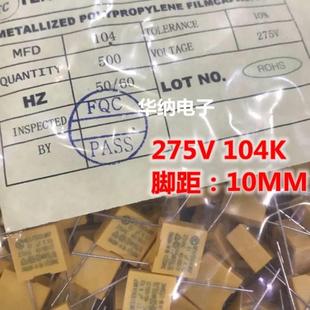 METALLIZED POLYPROPYLENE FILMCAPA
MFD 104 TOLERANCE 10%
QUANTITY 500 VOLTAGE 275V
HZ 50/60 LOT NO. ROHS
华纳电子
INSPECTED FQC
BY PASS
275V 104K
脚距：10MM